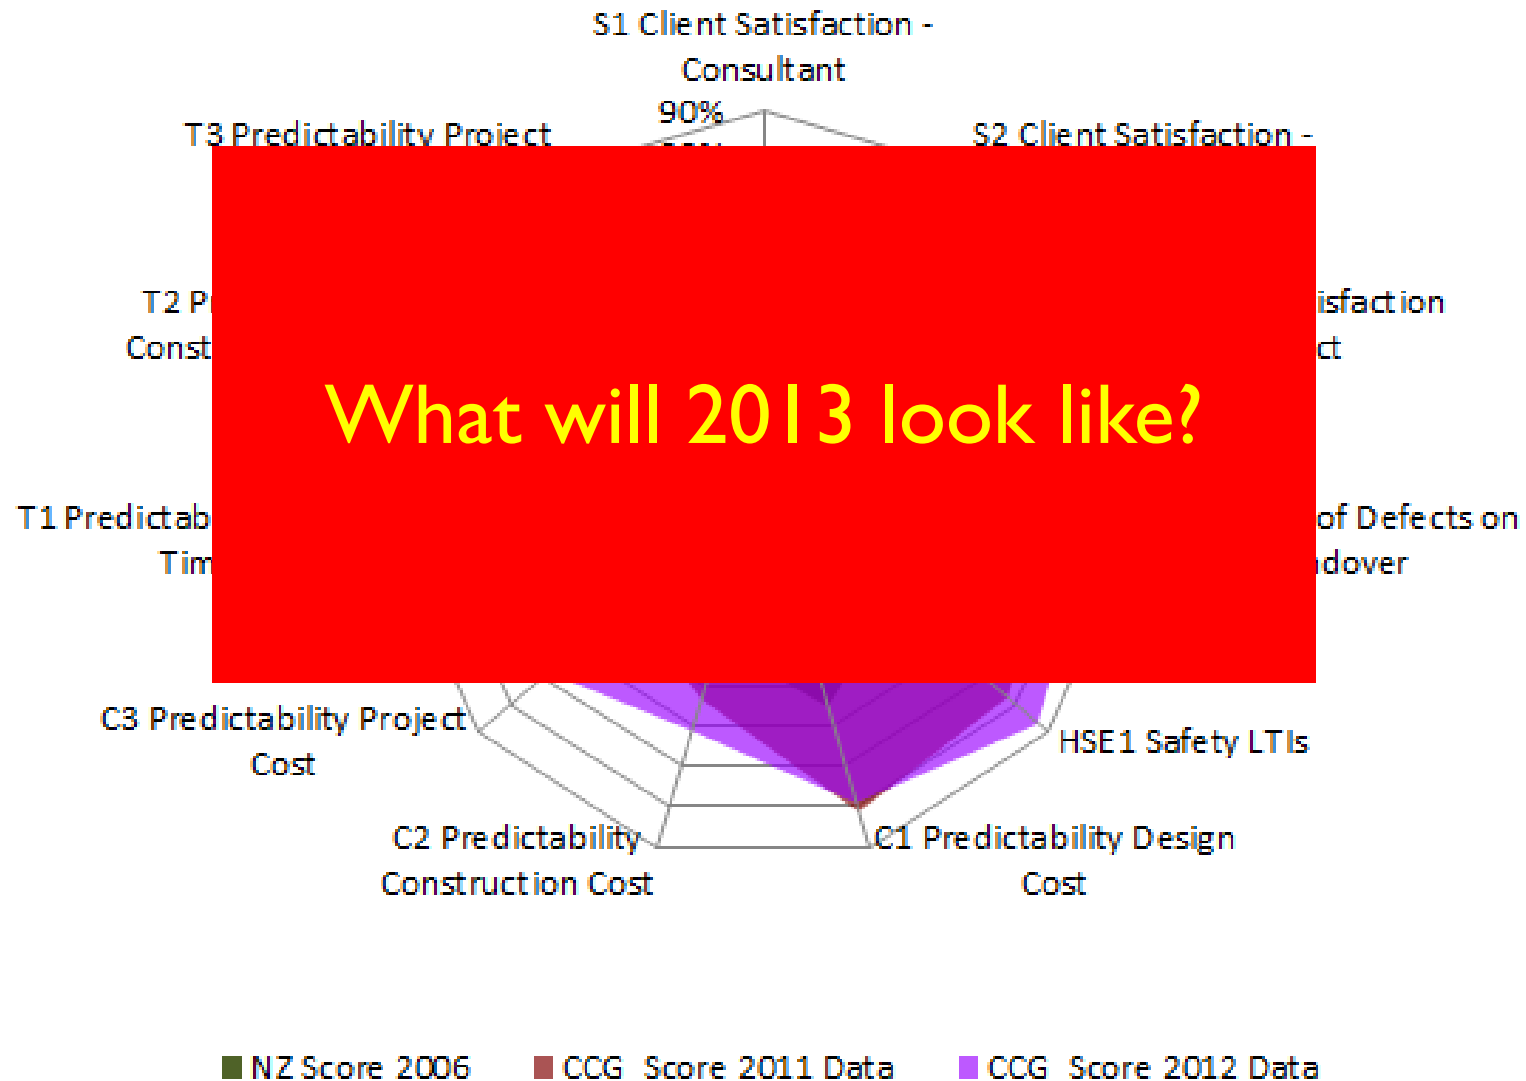 S1 Client Satisfaction -
Consultant
90%
T3 Predictability Project
S2 Client Satisfaction -
T2
isfaction
Const
ct
What will 2013 look like?
T1 Predictab
of Defects on
Tim
dover
C3 Predictability Project
Cost
HSE1 Safety LTIs
C2 Predictability
Construction Cost
C1 Predictability Design
Cost
NZ Score 2006
CCG Score 2011 Data
CCG Score 2012 Data